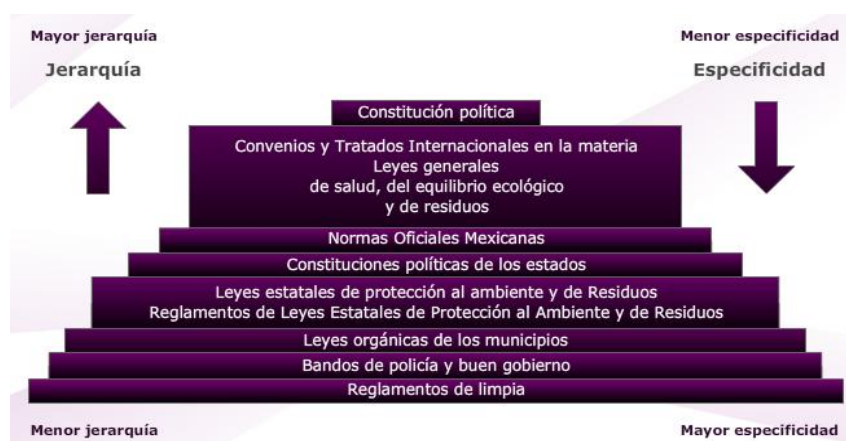 Mayor jerarquía
Menor especificidad
Jerarquía
Especificidad
Constitución política
Convenios y Tratados Internacionales en la materia
Leyes generales
de salud, del equilibrio ecológico
y de residuos
Normas Oficiales Mexicanas
Constituciones políticas de los estados
Leyes estatales de protección al ambiente y de Residuos
Reglamentos de Leyes Estatales de Protección al Ambiente y de Residuos
Leyes orgánicas de los municipios
Bandos de policía y buen gobierno
Reglamentos de limpia
Menor jerarquía
Mayor especificidad